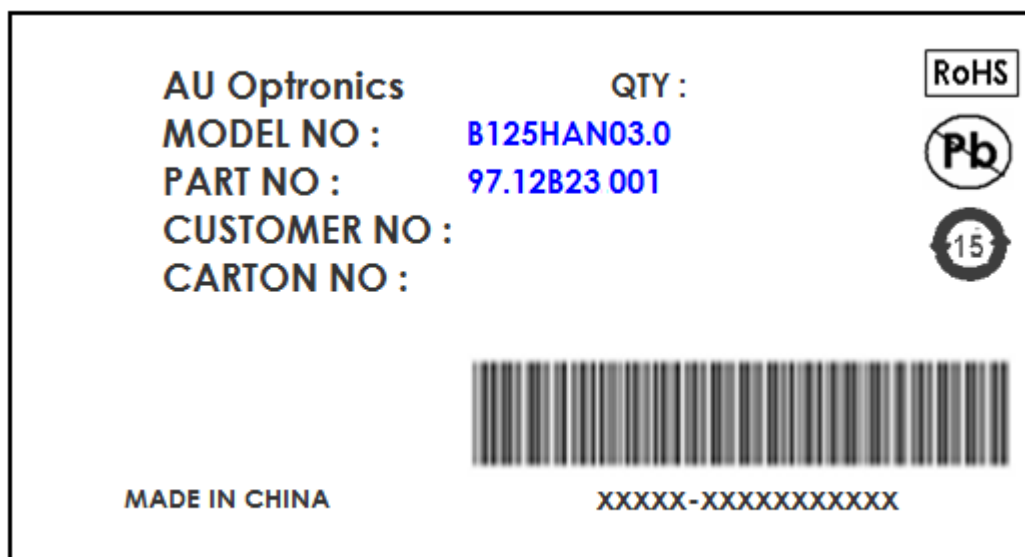 AU Optronics QTY :
RoHS
MODEL NO : B125HAN03.0
Pb
PART NO : 97.12B23 001
CUSTOMER NO :
15
CARTON NO :
MADE IN CHINA XXXXX-XXXXXXXXXXX